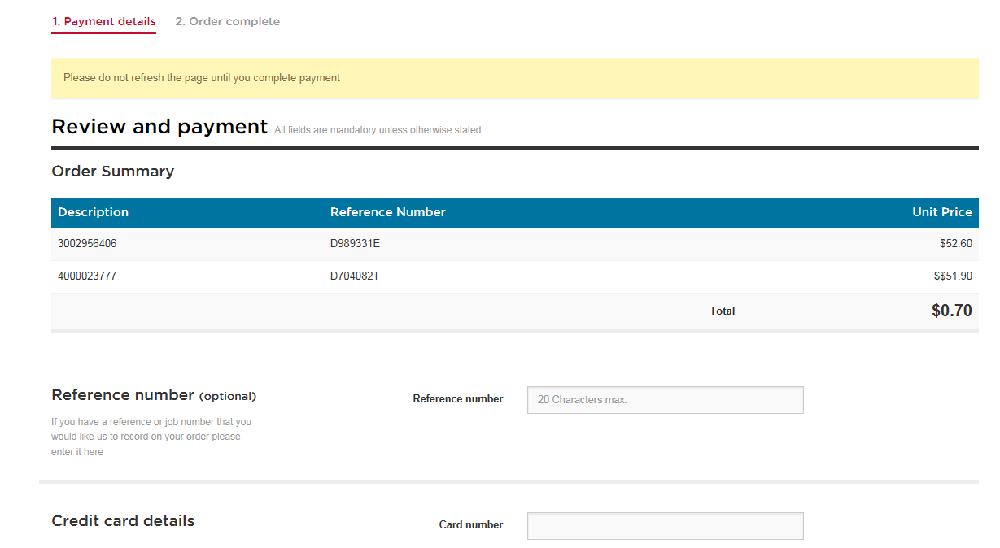 1. Payment details 2. Order complete
Please do not refresh the page until you complete payment
Review and payment All fields are mandatory unless otherwise stated
Order Summary
Description Reference Number Unit Price
3002956406 D989331E $52.60
4000023777 D704082T $$51.90
Total $0.70
Reference number (optional) Reference number 20 Characters max.
If you have a reference or job number that you
would like us to record on your order please
enter it here
Credit card details Card number